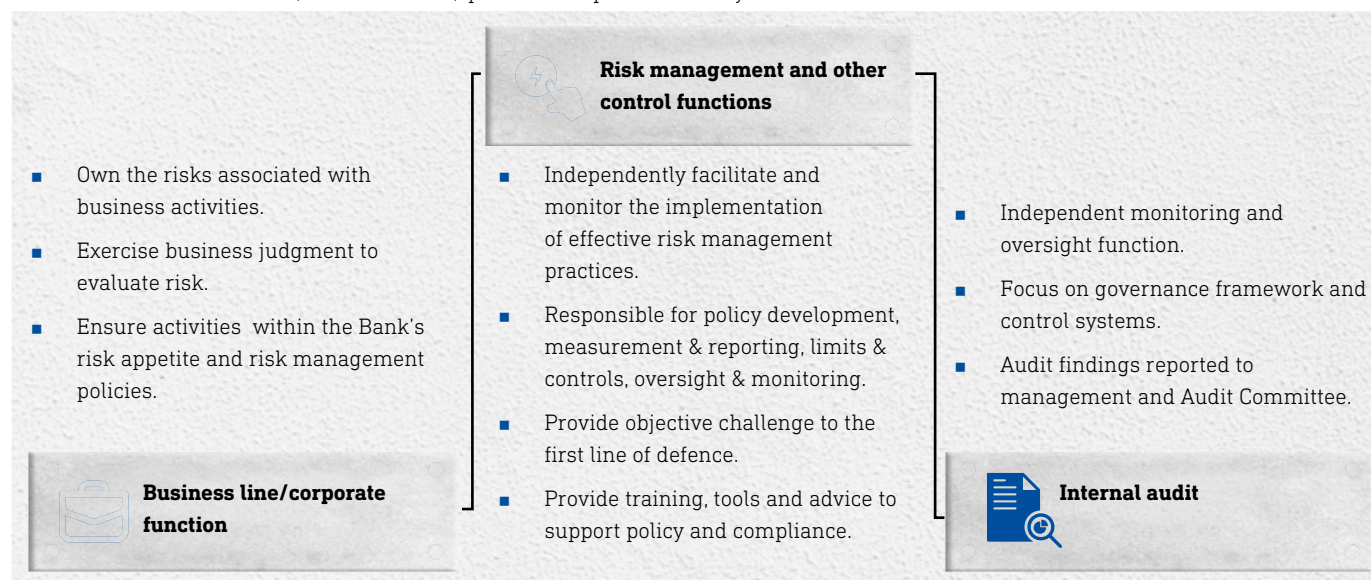 Risk management and other
control functions
■ Own the risks associated with
business activities.
■ Exercise business judgment to
evaluate risk.
■ Ensure activities within the Bank's
risk appetite and risk management
policies.
Business line/corporate
function
■ Independently facilitate and
monitor the implementation
of effective risk management
practices.
■ Responsible for policy development,
measurement & reporting, limits &
controls, oversight & monitoring.
■ Provide objective challenge to the
first line of defence.
■ Provide training, tools and advice to
support policy and compliance.
■ Independent monitoring and
oversight function.
■ Focus on governance framework and
control systems.
■ Audit findings reported to
management and Audit Committee.
Internal audit